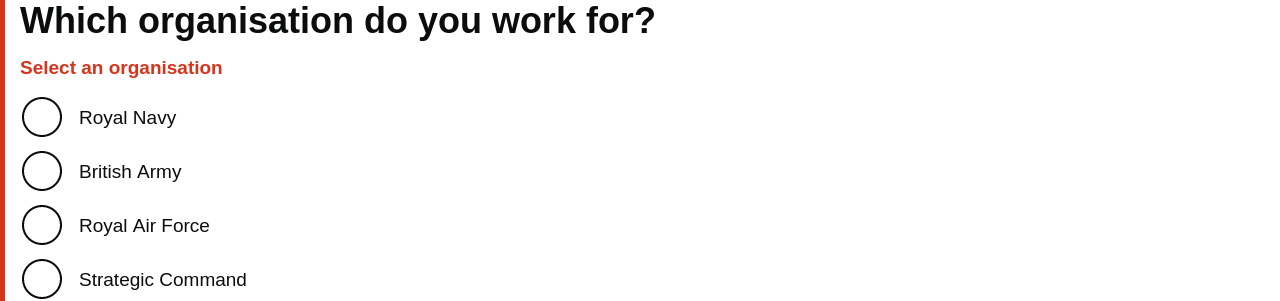 Which organisation do you work for?
Select an organisation
Royal Navy
British Army
Royal Air Force
Strategic Command